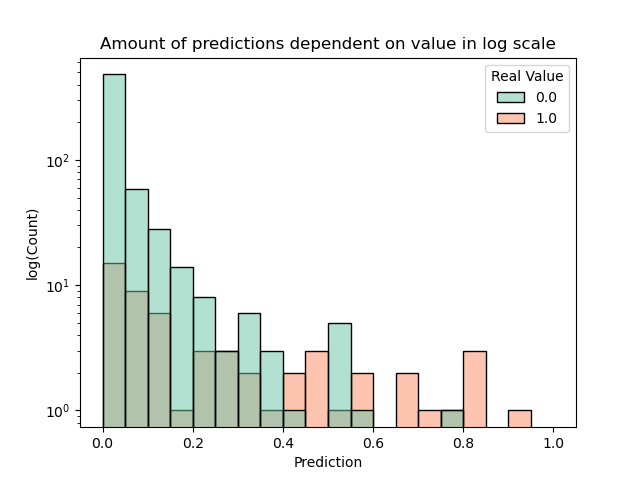 Amount of predictions dependent on value in log scale
Real Value
0.0
1.0
log(Count)
10²
10¹
10⁰
0.0 0.2 0.4 0.6 0.8 1.0
Prediction